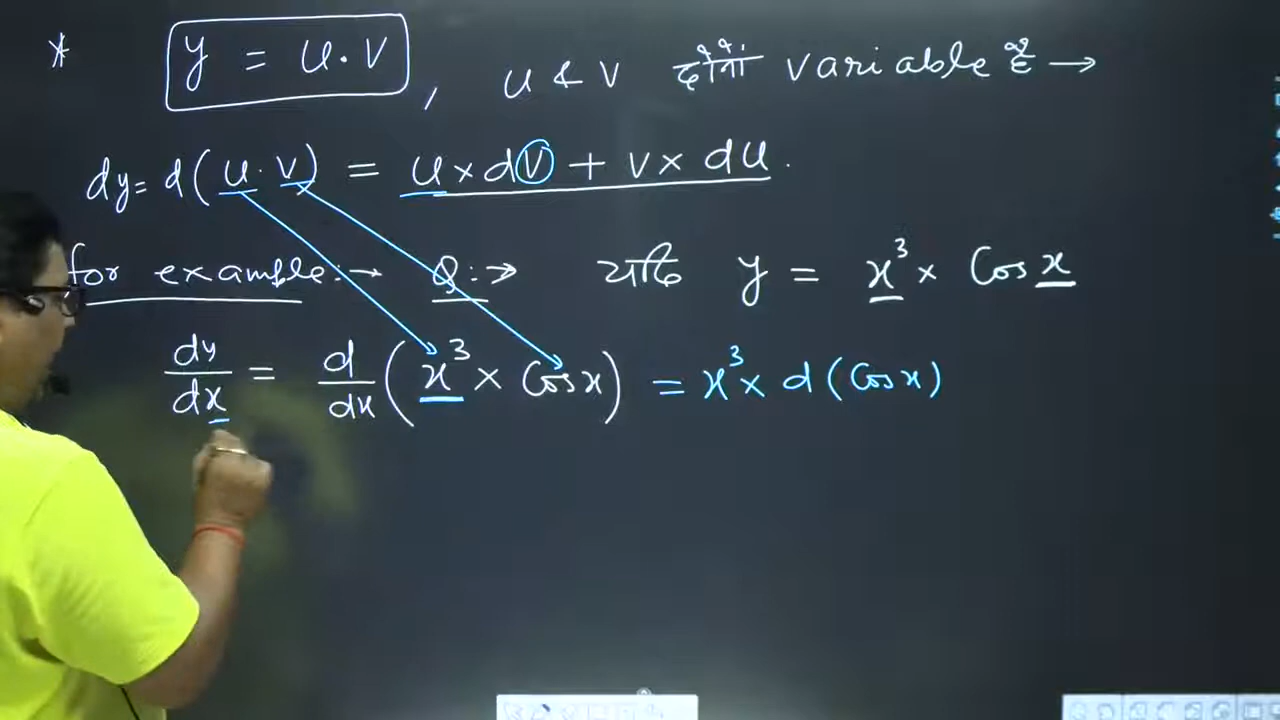 * y = u·v , u & v दोनों variable है →
dy = d(u·v) = u × dv + v × du.
for example:→ Q:→ यदि y = x³ × Cos x
dy/dx = d/dx (x³ × Cos x) = x³ × d(Cos x)